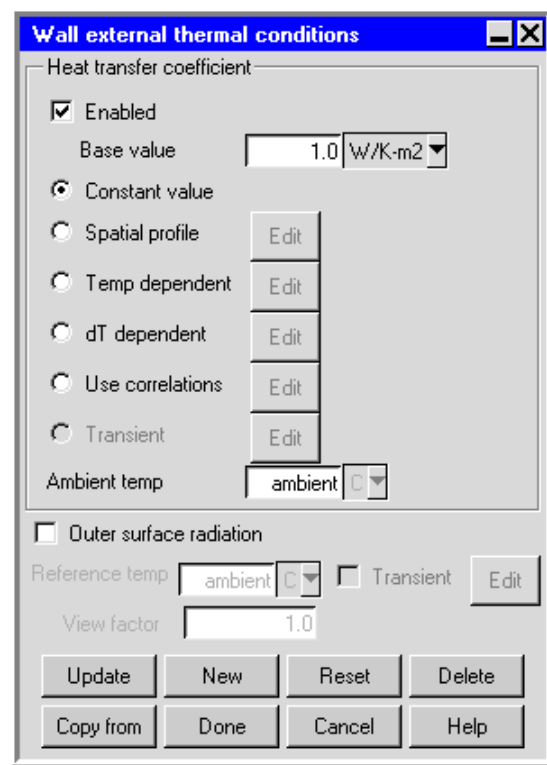 Wall external thermal conditions
Heat transfer coefficient
Enabled
Base value 1.0 W/K-m2
Constant value
Spatial profile Edit
Temp dependent Edit
dT dependent Edit
Use correlations Edit
Transient Edit
Ambient temp ambient C
Outer surface radiation
Reference temp ambient C Transient Edit
View factor 1.0
Update New Reset Delete
Copy from Done Cancel Help